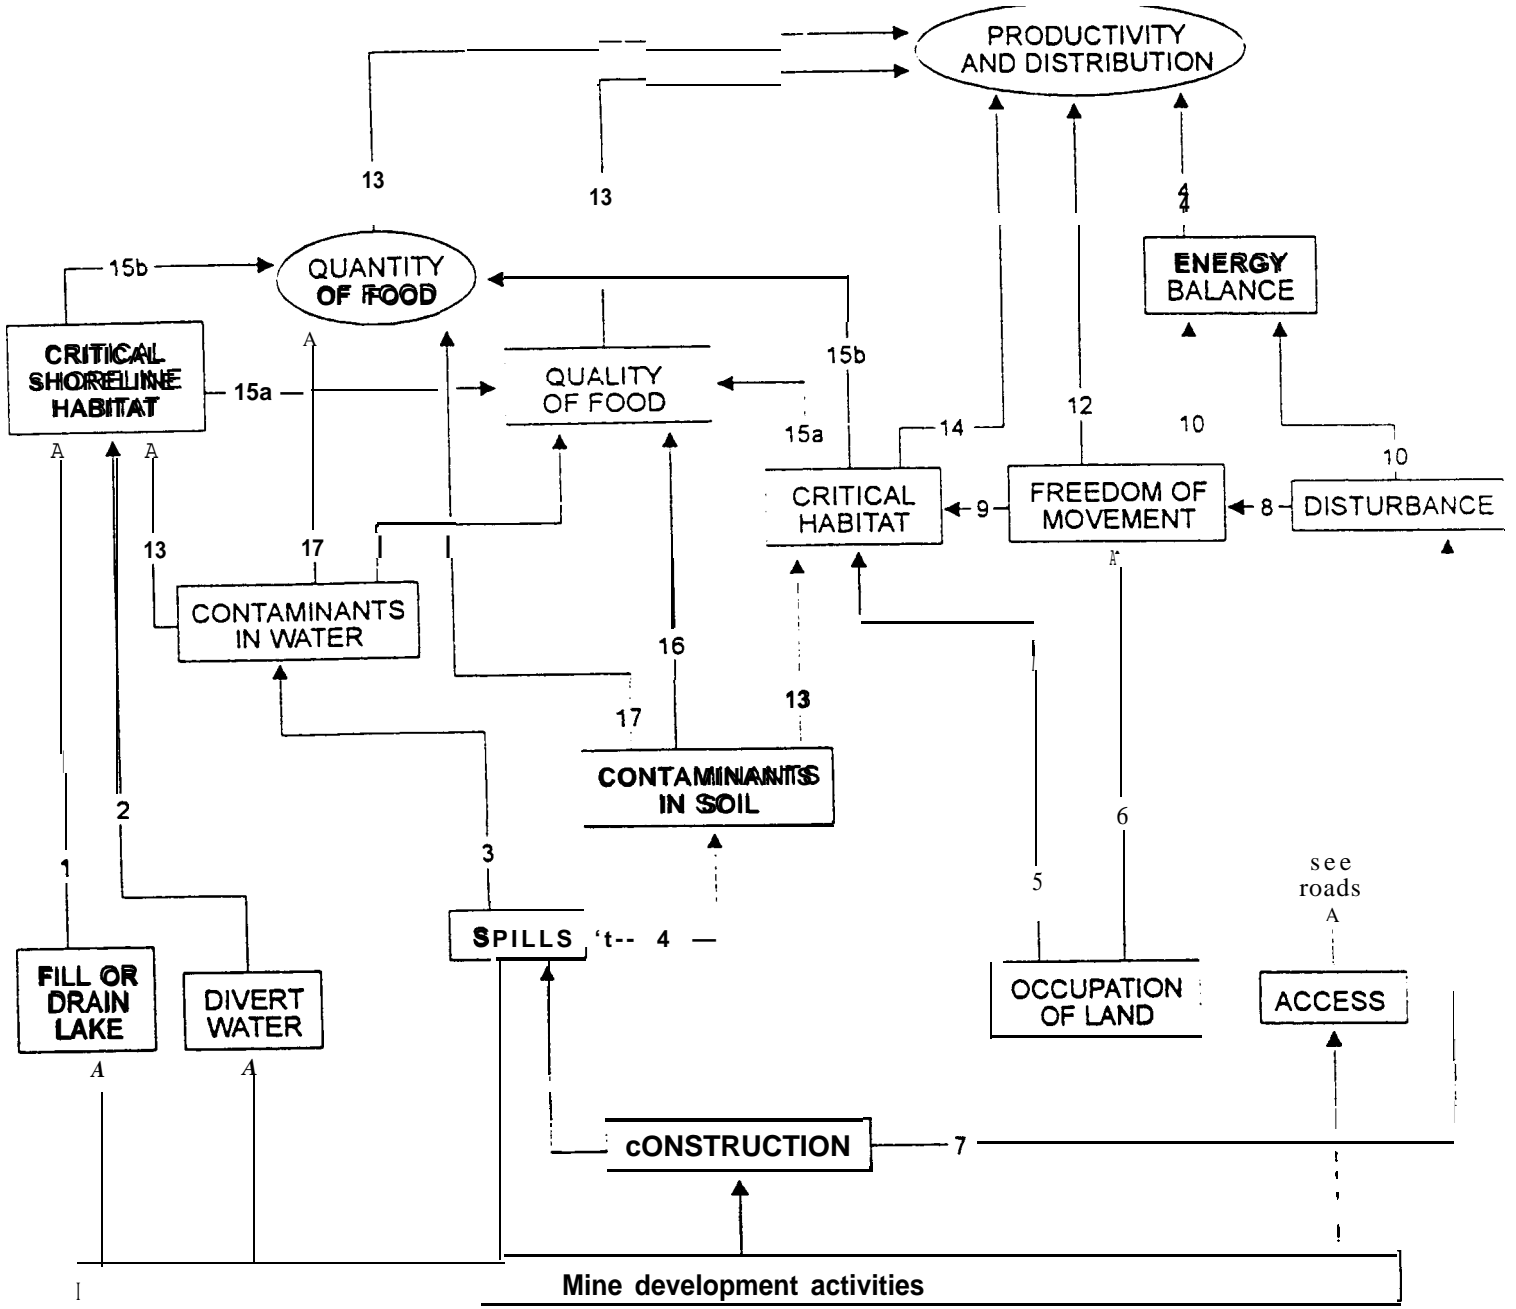 PRODUCTIVITY
AND DISTRIBUTION
13
13
4
4
15b
QUANTITY
OF FOOD
ENERGY
BALANCE
CRITICAL
SHORELINE
HABITAT
A
15a
QUALITY
OF FOOD
15b
15a
14
12
10
10
A
A
CRITICAL
HABITAT
9
FREEDOM OF
MOVEMENT
8
DISTURBANCE
13
17
A
CONTAMINANTS
IN WATER
16
17
13
CONTAMINANTS
IN SOIL
2
1
3
6
5
see
roads
A
SPILLS 't-- 4 —
FILL OR
DRAIN
LAKE
DIVERT
WATER
OCCUPATION
OF LAND
ACCESS
A
A
cONSTRUCTION
7
Mine development activities